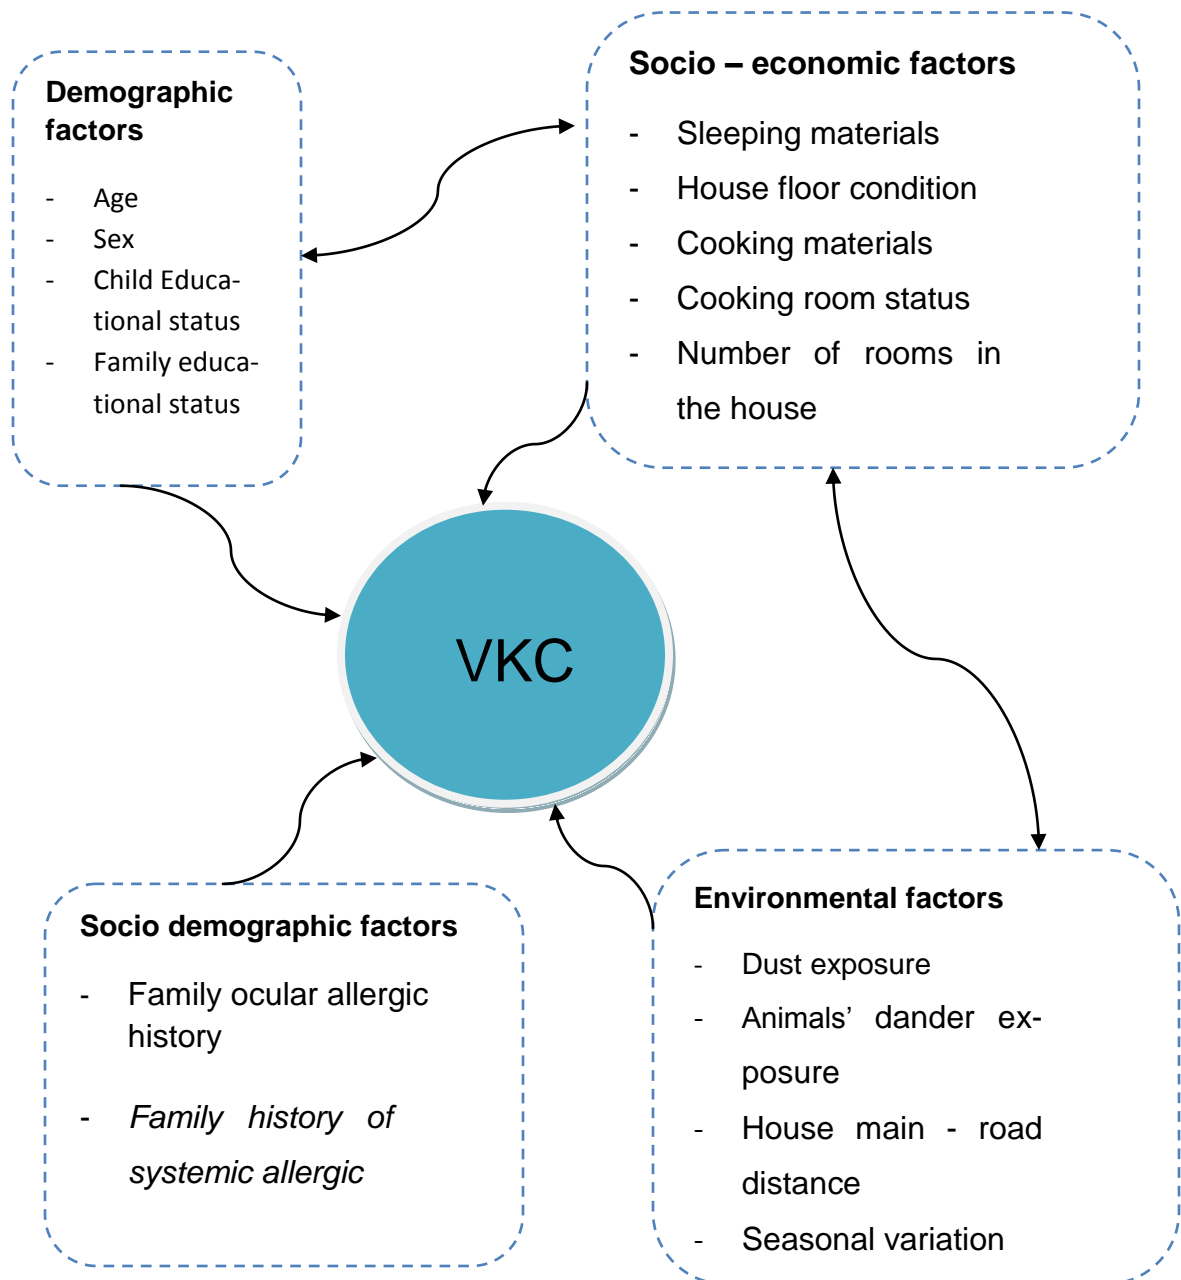 Demographic
factors
- Age
- Sex
- Child Educa-
tional status
- Family educa-
tional status
Socio – economic factors
- Sleeping materials
- House floor condition
- Cooking materials
- Cooking room status
- Number of rooms in
the house
VKC
Socio demographic factors
- Family ocular allergic
history
- Family history of
systemic allergic
Environmental factors
- Dust exposure
- Animals’ dander ex-
posure
- House main - road
distance
- Seasonal variation